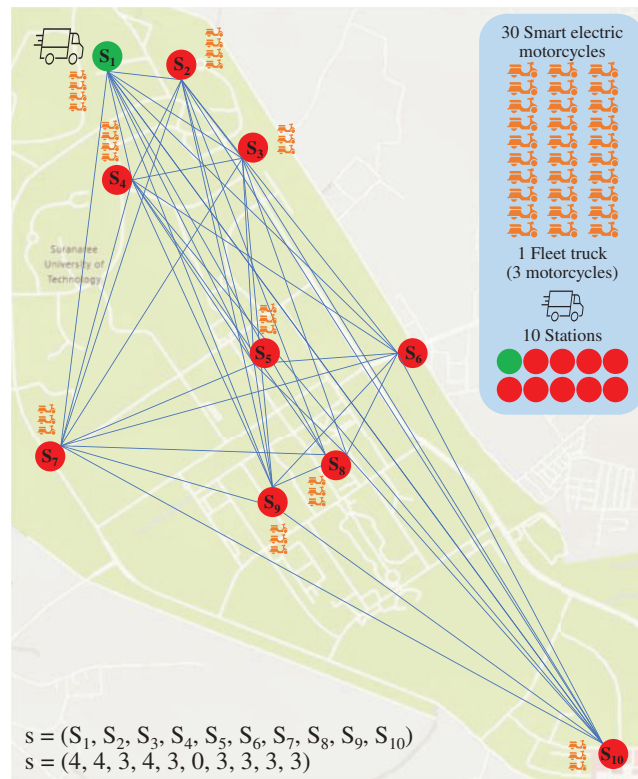 S₁
S₂
S₃
S₄
Suranaree
University of
Technology
S₅
S₆
S₇
S₈
S₉
S₁₀
30 Smart electric
motorcycles
1 Fleet truck
(3 motorcycles)
10 Stations
s = (S₁, S₂, S₃, S₄, S₅, S₆, S₇, S₈, S₉, S₁₀)
s = (4, 4, 3, 4, 3, 0, 3, 3, 3, 3)